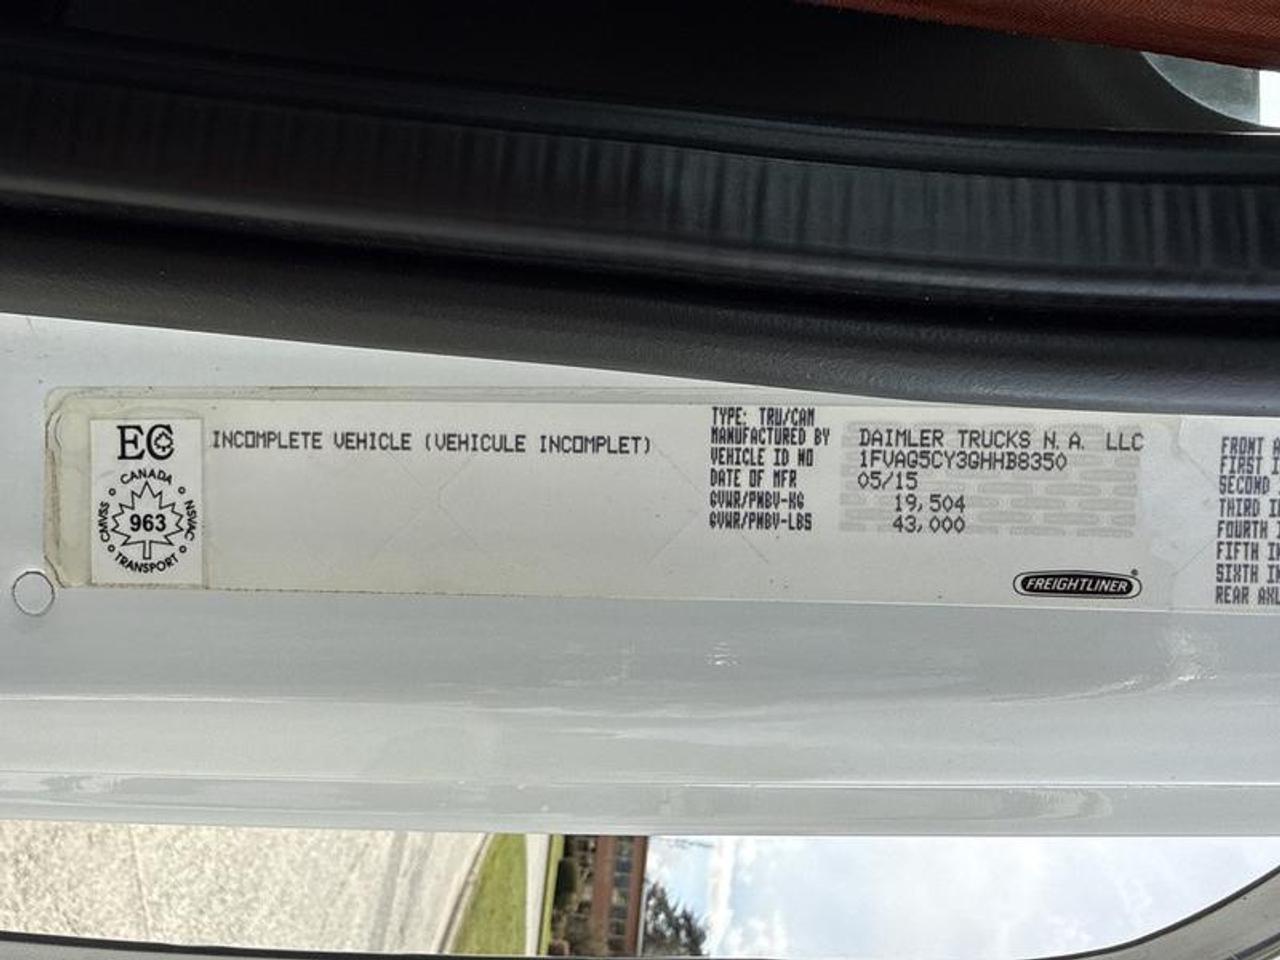 EC
CANADA
CMVSS
963
NSVAC
TRANSPORT
INCOMPLETE VEHICLE (VEHICULE INCOMPLET)
TYPE: TRU/CAM
MANUFACTURED BY DAIMLER TRUCKS N.A. LLC
VEHICLE ID NO 1FVAG5CY3GHHB8350
DATE OF MFR 05/15
GVWR/PNBV-KG 19,504
GVWR/PNBV-LBS 43,000
FREIGHTLINER®
FRONT
FIRST
SECOND
THIRD
FOURTH
FIFTH
SIXTH
REAR